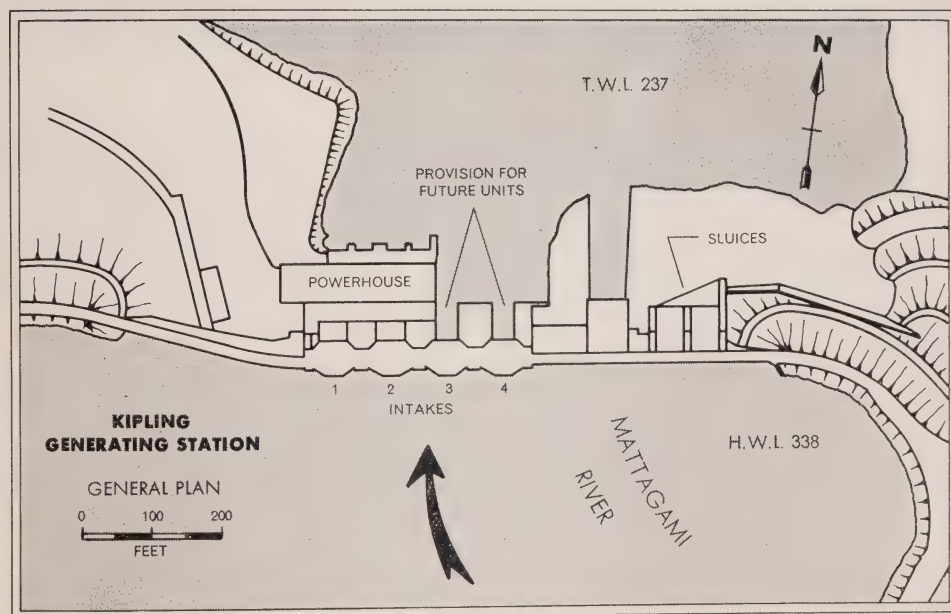 N
T.W.L. 237
PROVISION FOR
FUTURE UNITS
SLUICES
POWERHOUSE
1 2 3 4
INTAKES
KIPLING
GENERATING STATION
MATTAGAMI
RIVER
H.W.L. 338
GENERAL PLAN
0 100 200
FEET